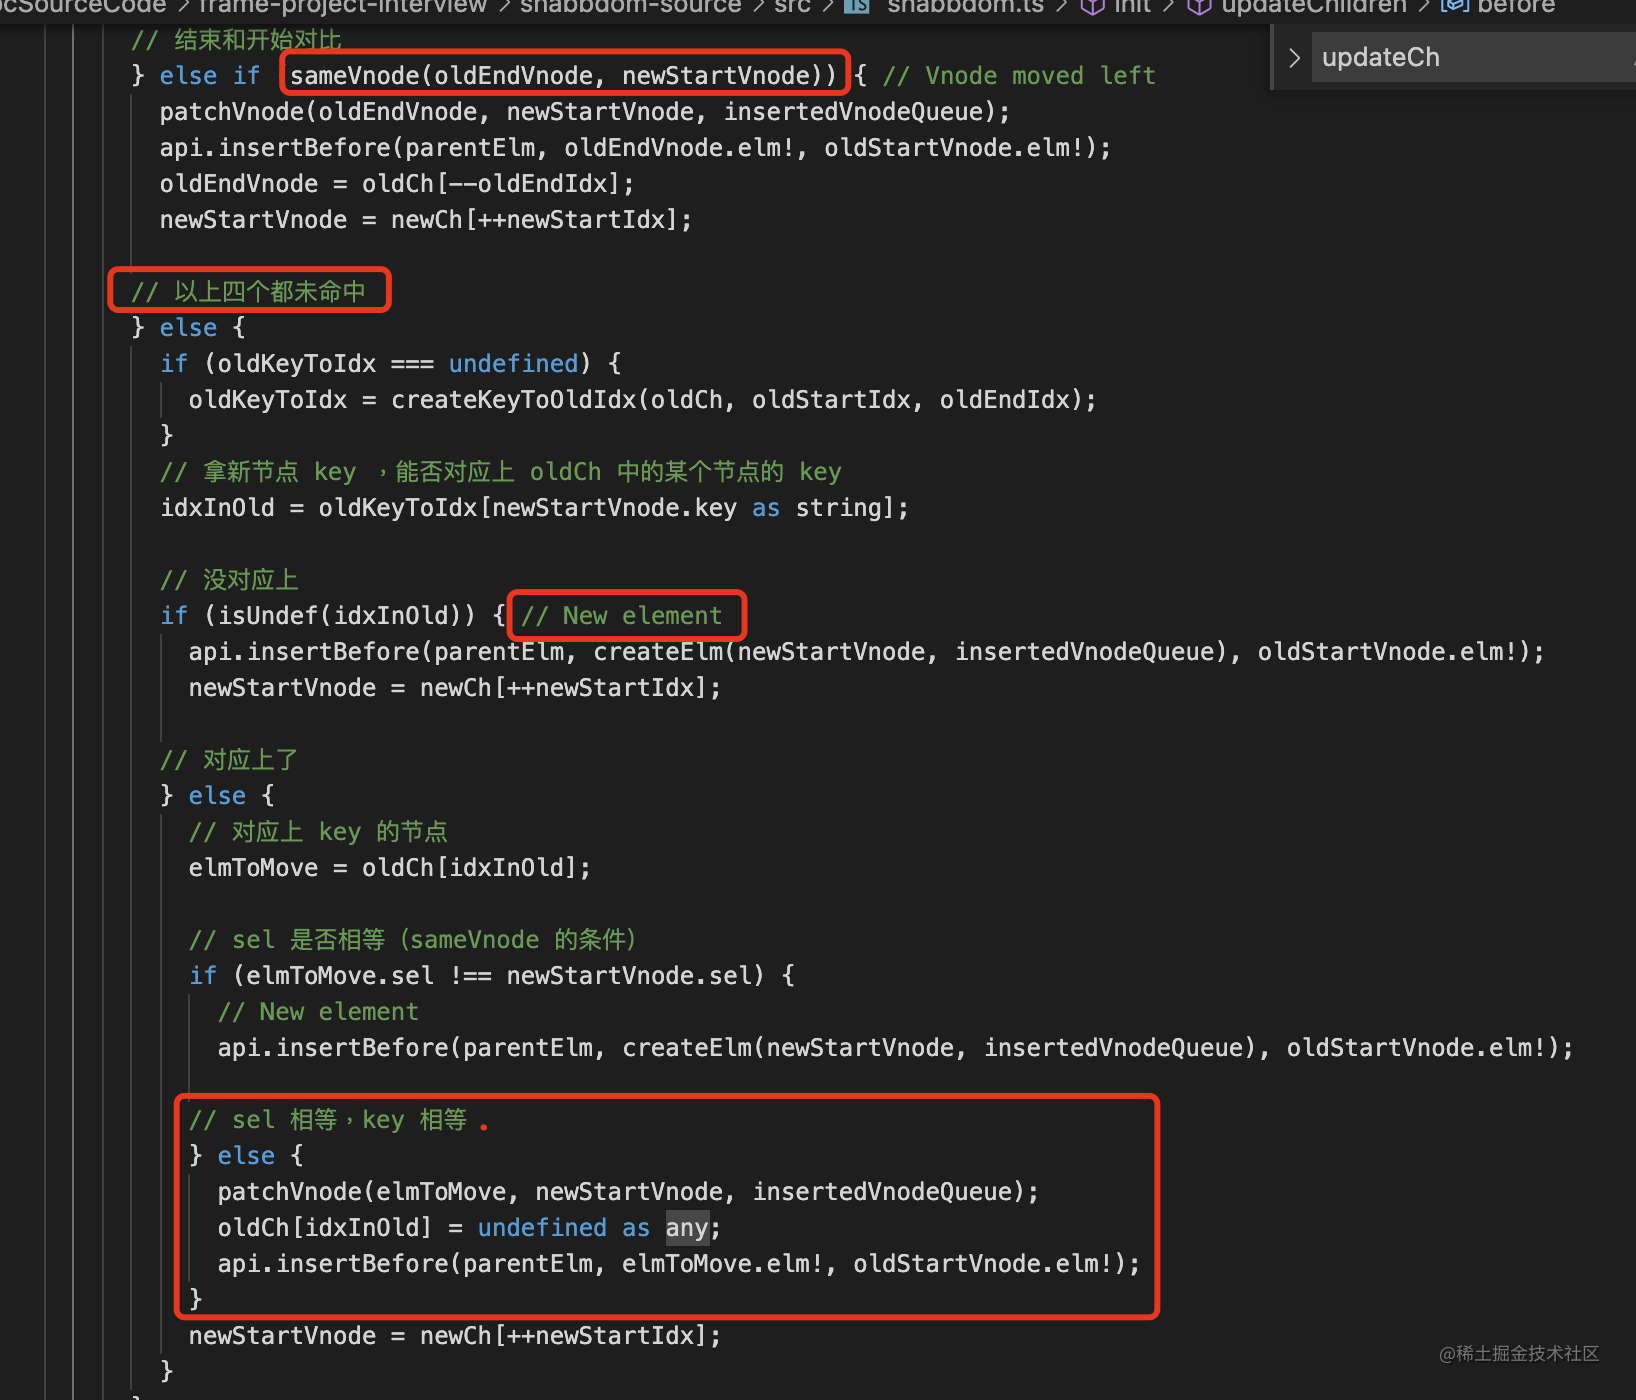 ocSourceCode > frame-project-interview > snabbdom-source > src > TS snabbdom.ts > init > updateChildren > before
updateCh
// 结束和开始对比
} else if (sameVnode(oldEndVnode, newStartVnode)) { // Vnode moved left
patchVnode(oldEndVnode, newStartVnode, insertedVnodeQueue);
api.insertBefore(parentElm, oldEndVnode.elm!, oldStartVnode.elm!);
oldEndVnode = oldCh[--oldEndIdx];
newStartVnode = newCh[++newStartIdx];
// 以上四个都未命中
} else {
if (oldKeyToIdx === undefined) {
oldKeyToIdx = createKeyToOldIdx(oldCh, oldStartIdx, oldEndIdx);
}
// 拿新节点 key ，能否对应上 oldCh 中的某个节点的 key
idxInOld = oldKeyToIdx[newStartVnode.key as string];
// 没对应上
if (isUndef(idxInOld)) { // New element
api.insertBefore(parentElm, createElm(newStartVnode, insertedVnodeQueue), oldStartVnode.elm!);
newStartVnode = newCh[++newStartIdx];
// 对应上了
} else {
// 对应上 key 的节点
elmToMove = oldCh[idxInOld];
// sel 是否相等（sameVnode 的条件）
if (elmToMove.sel !== newStartVnode.sel) {
// New element
api.insertBefore(parentElm, createElm(newStartVnode, insertedVnodeQueue), oldStartVnode.elm!);
// sel 相等，key 相等
} else {
patchVnode(elmToMove, newStartVnode, insertedVnodeQueue);
oldCh[idxInOld] = undefined as any;
api.insertBefore(parentElm, elmToMove.elm!, oldStartVnode.elm!);
}
newStartVnode = newCh[++newStartIdx];
}
@稀土掘金技术社区